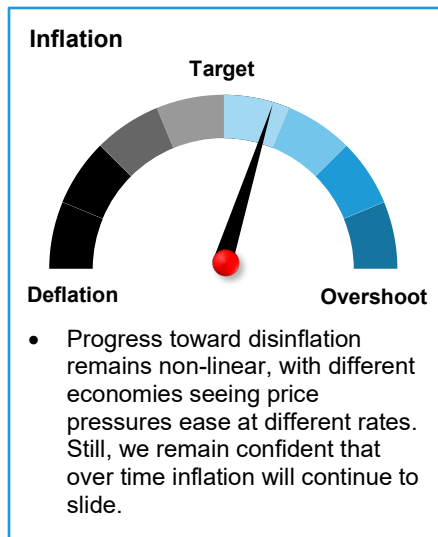 Inflation
Target
Deflation
Overshoot
• Progress toward disinflation
remains non-linear, with different
economies seeing price
pressures ease at different rates.
Still, we remain confident that
over time inflation will continue to
slide.